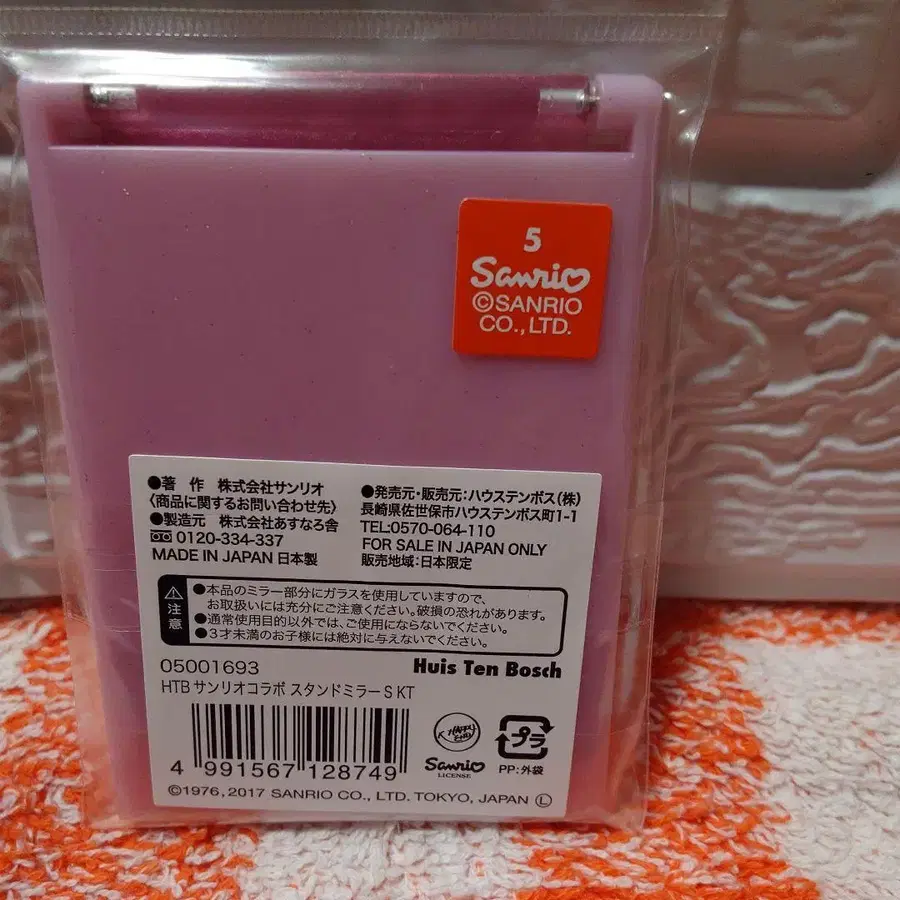 5
Sanrio
©SANRIO
CO.,LTD.
●著 作 株式会社サンリオ
〈商品に関するお問い合わせ先〉
●製造元 株式会社あすなろ舎
0120-334-337
MADE IN JAPAN 日本製
●発売元・販売元:ハウステンボス(株)
長崎県佐世保市ハウステンボス町1-1
TEL:0570-064-110
FOR SALE IN JAPAN ONLY
販売地域:日本限定
注意
●本品のミラー部分にガラスを使用していますので、
お取扱いには充分にご注意ください。破損の恐れがあります。
●通常使用目的以外では、ご使用にならないでください。
●3才未満のお子様には絶対に与えないでください。
05001693
Huis Ten Bosch
HTB サンリオコラボ スタンドミラー S KT
4 991567 128749
Sanrio
LICENSE
プラ
PP:外袋
©1976, 2017 SANRIO CO., LTD. TOKYO, JAPAN Ⓛ